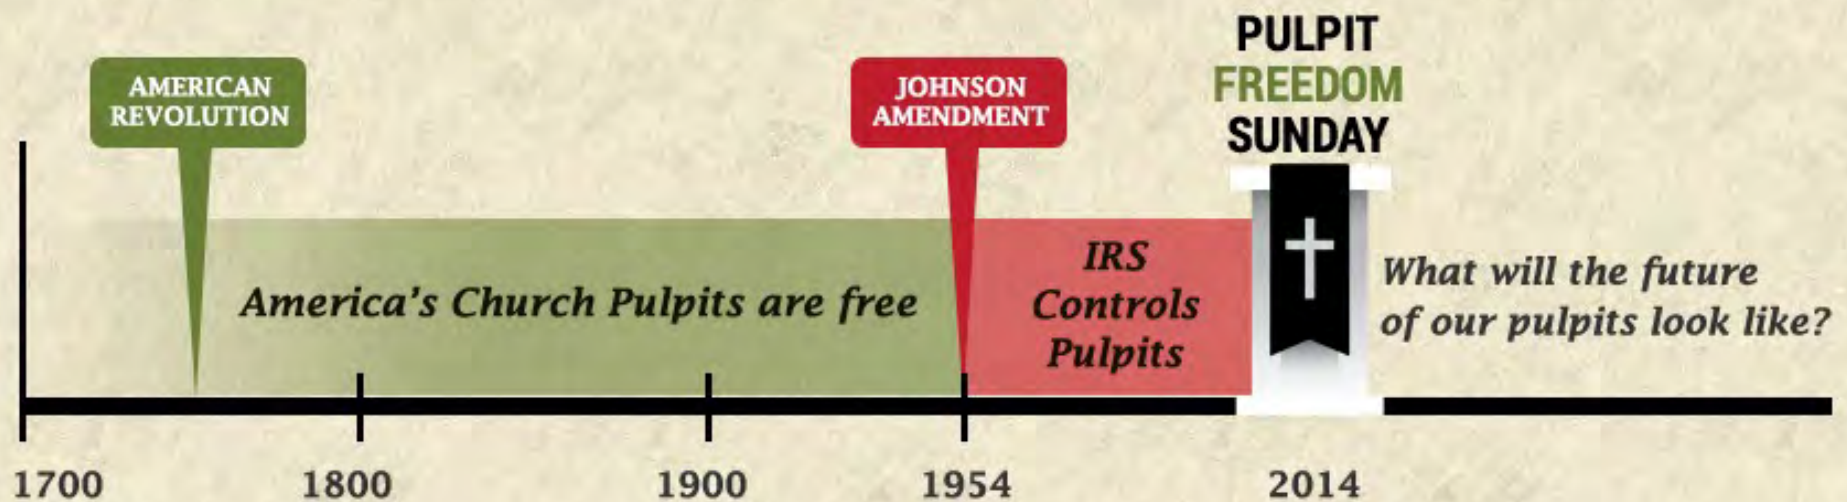 AMERICAN
REVOLUTION
JOHNSON
AMENDMENT
PULPIT
FREEDOM
SUNDAY
America's Church Pulpits are free
IRS
Controls
Pulpits
What will the future
of our pulpits look like?
1700
1800
1900
1954
2014